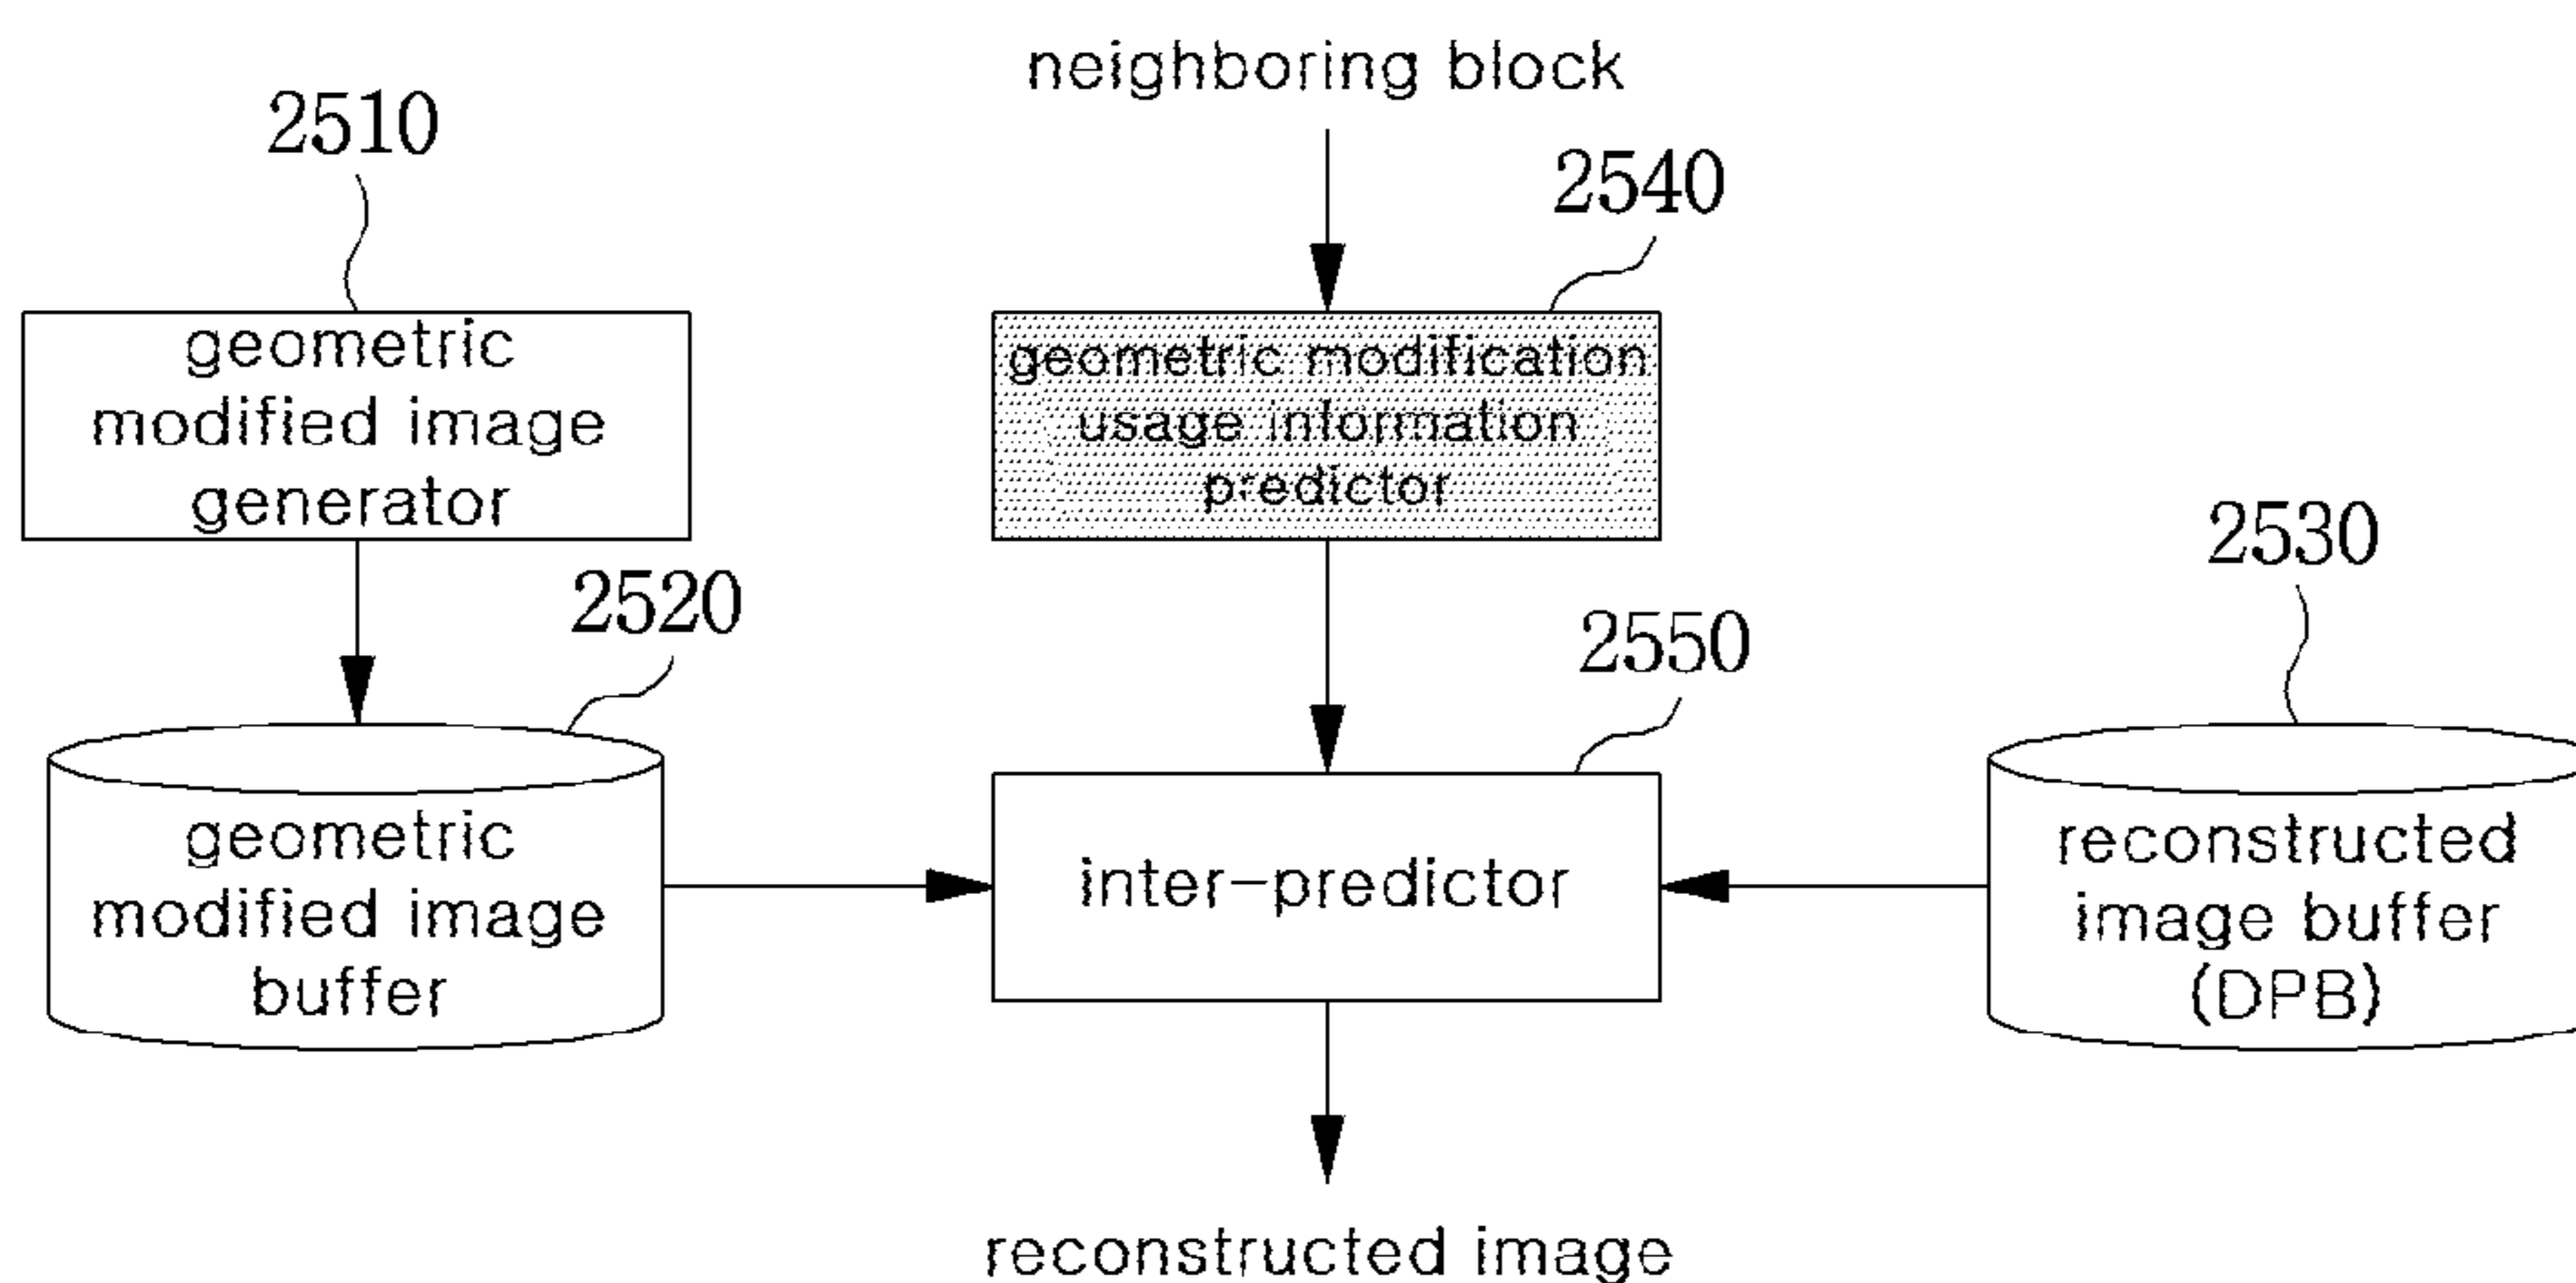 neighboring block
2510
2540
geometric
modified image
generator
geometric modification
usage information
predictor
2520
2530
2550
geometric
modified image
buffer
inter-predictor
reconstructed
image buffer
(DPB)
reconstructed image